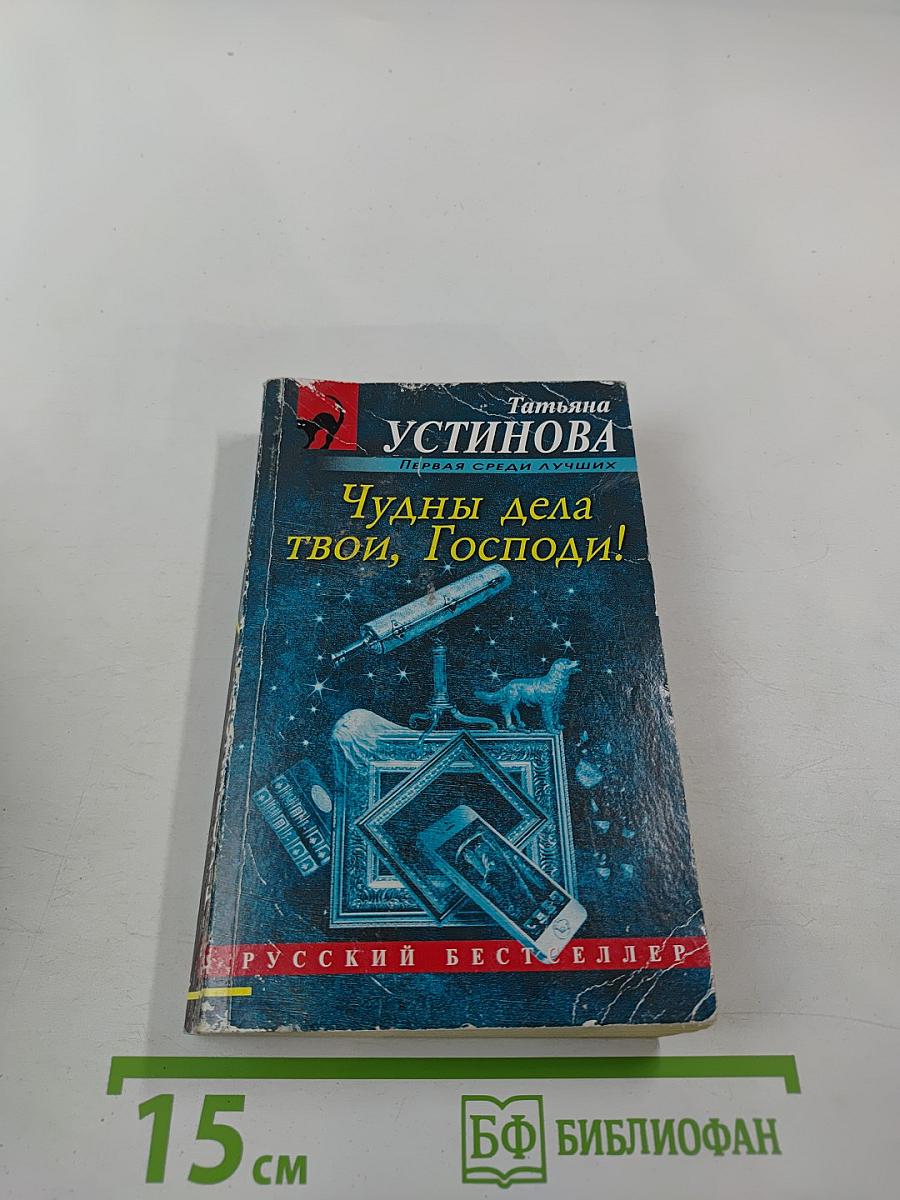 Татьяна
УСТИНОВА
ПЕРВАЯ СРЕДИ ЛУЧШИХ
Чудны дела
твои, Господи!
РУССКИЙ БЕСТСЕЛЛЕР
15 см
БФ БИБЛИОФАН